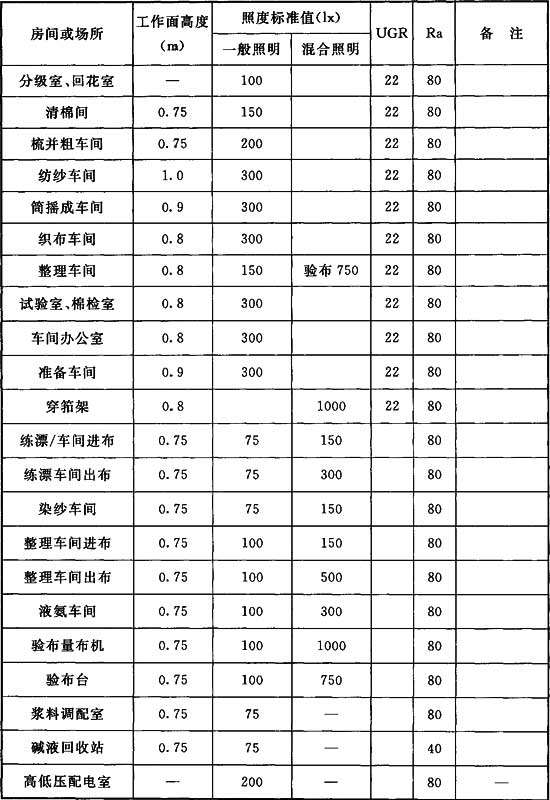 房间或场所 工作面高度(m) 照度标准值(lx) UGR Ra 备 注
一般照明 混合照明
分级室、回花室 — 100 22 80
清棉间 0.75 150 22 80
梳并粗车间 0.75 200 22 80
纺纱车间 1.0 300 22 80
筒摇成车间 0.9 300 22 80
织布车间 0.8 300 22 80
整理车间 0.8 150 验布750 22 80
试验室、棉检室 0.8 300 22 80
车间办公室 0.8 300 22 80
准备车间 0.9 300 22 80
穿筘架 0.8 1000 22 80
练漂/车间进布 0.75 75 150 80
练漂车间出布 0.75 75 300 80
染纱车间 0.75 75 150 80
整理车间进布 0.75 100 150 80
整理车间出布 0.75 100 500 80
液氨车间 0.75 100 300 80
验布量布机 0.75 100 1000 80
验布台 0.75 100 750 80
浆料调配室 0.75 75 — 80
碱液回收站 0.75 75 — 40
高低压配电室 — 200 — 80 —